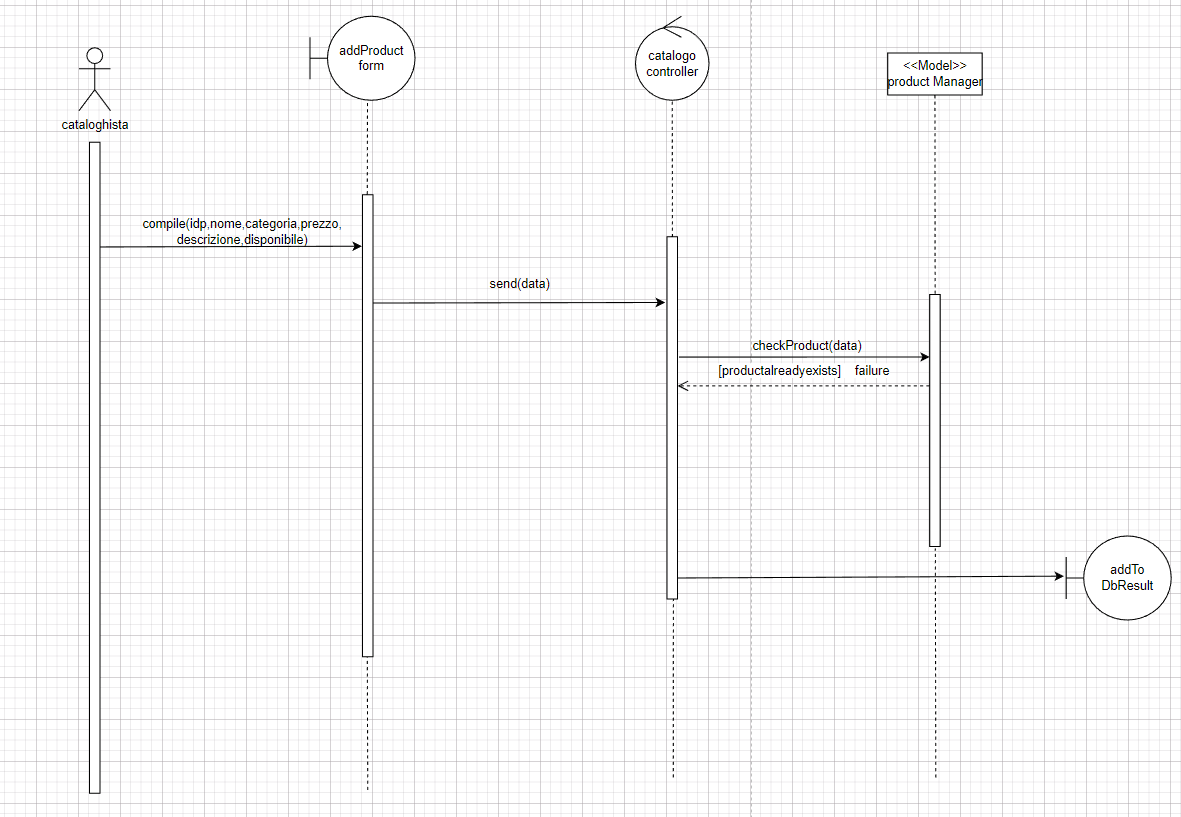 addProduct
form
catalogo
controller
<<Model>>
product Manager
cataloghista
compile(idp,nome,categoria,prezzo,
descrizione,disponibile)
send(data)
checkProduct(data)
[productalreadyexists] failure
addTo
DbResult